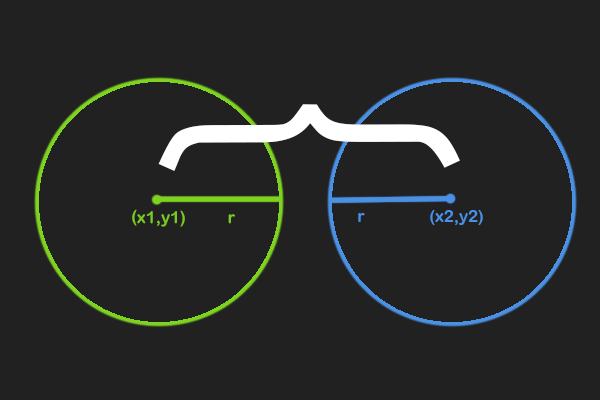 (x1,y1) r
r (x2,y2)